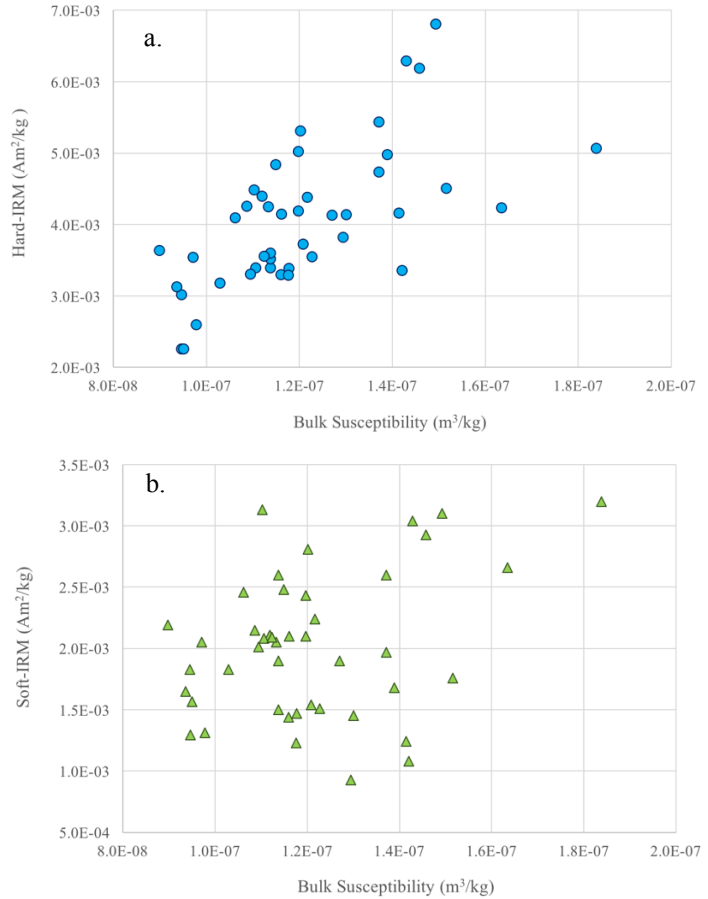 a.
7.0E-03
6.0E-03
5.0E-03
4.0E-03
3.0E-03
2.0E-03
Hard-IRM (Am²/kg )
8.0E-08 1.0E-07 1.2E-07 1.4E-07 1.6E-07 1.8E-07 2.0E-07
Bulk Susceptibility (m³/kg)
b.
3.5E-03
3.0E-03
2.5E-03
2.0E-03
1.5E-03
1.0E-03
5.0E-04
Soft-IRM (Am²/kg)
8.0E-08 1.0E-07 1.2E-07 1.4E-07 1.6E-07 1.8E-07 2.0E-07
Bulk Susceptibility (m³/kg)